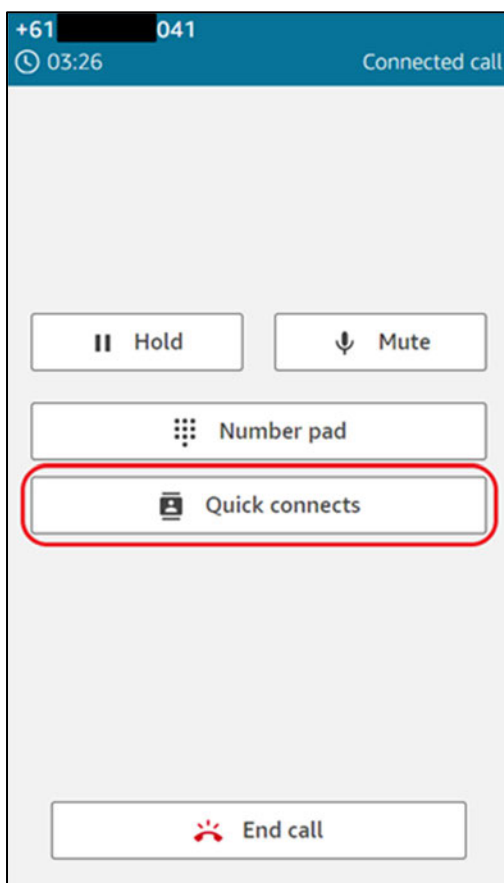 +61 041
03:26 Connected call
Hold Mute
Number pad
Quick connects
End call